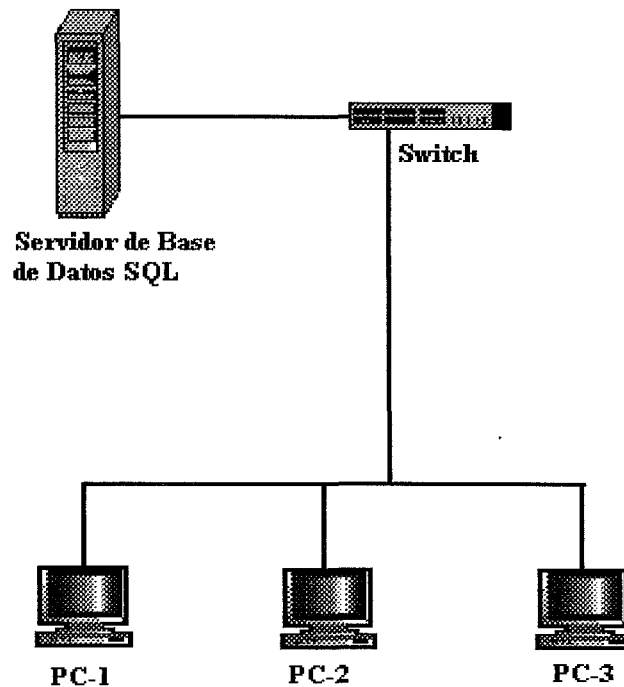 Switch
Servidor de Base
de Datos SQL
PC-1
PC-2
PC-3